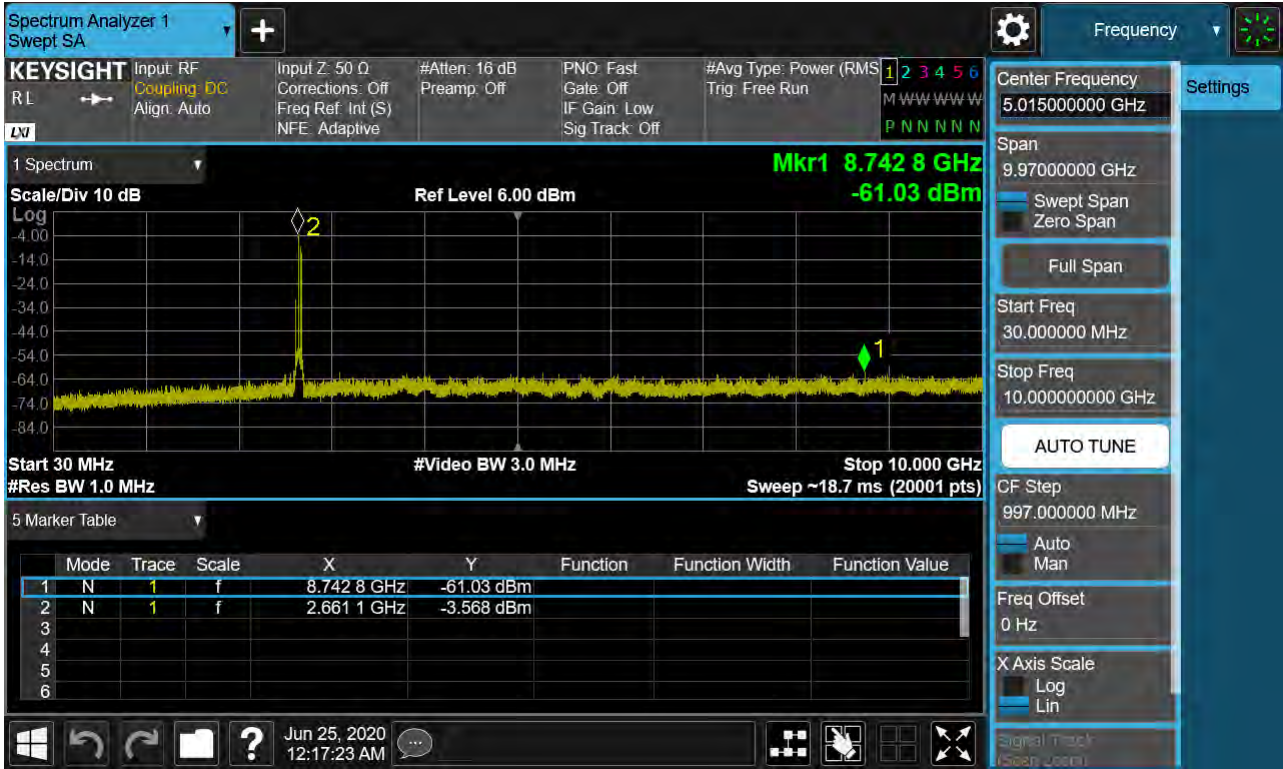 Spectrum Analyzer 1
Swept SA
+
Frequency
KEYSIGHT
RL
LXI
Input: RF
Coupling: DC
Align: Auto
Input Z: 50 Ω
Corrections: Off
Freq Ref: Int (S)
NFE: Adaptive
#Atten: 16 dB
Preamp: Off
PNO: Fast
Gate: Off
IF Gain: Low
Sig Track: Off
#Avg Type: Power (RMS
Trig: Free Run
1 2 3 4 5 6
M W W W W W
P N N N N N
1 Spectrum
Mkr1 8.742 8 GHz
Scale/Div 10 dB
Ref Level 6.00 dBm
-61.03 dBm
Log
2
-4.00
-14.0
-24.0
-34.0
-44.0
1
-54.0
-64.0
-74.0
-84.0
Start 30 MHz
#Video BW 3.0 MHz
Stop 10.000 GHz
#Res BW 1.0 MHz
Sweep ~18.7 ms (20001 pts)
5 Marker Table
Mode Trace Scale X Y Function Function Width Function Value
1 N 1 f 8.742 8 GHz -61.03 dBm
2 N 1 f 2.661 1 GHz -3.568 dBm
3
4
5
6
Center Frequency
5.015000000 GHz
Settings
Span
9.97000000 GHz
Swept Span
Zero Span
Full Span
Start Freq
30.000000 MHz
Stop Freq
10.000000000 GHz
AUTO TUNE
CF Step
997.000000 MHz
Auto
Man
Freq Offset
0 Hz
X Axis Scale
Log
Lin
Signal Track
(Span Zoom)
?
Jun 25, 2020
12:17:23 AM